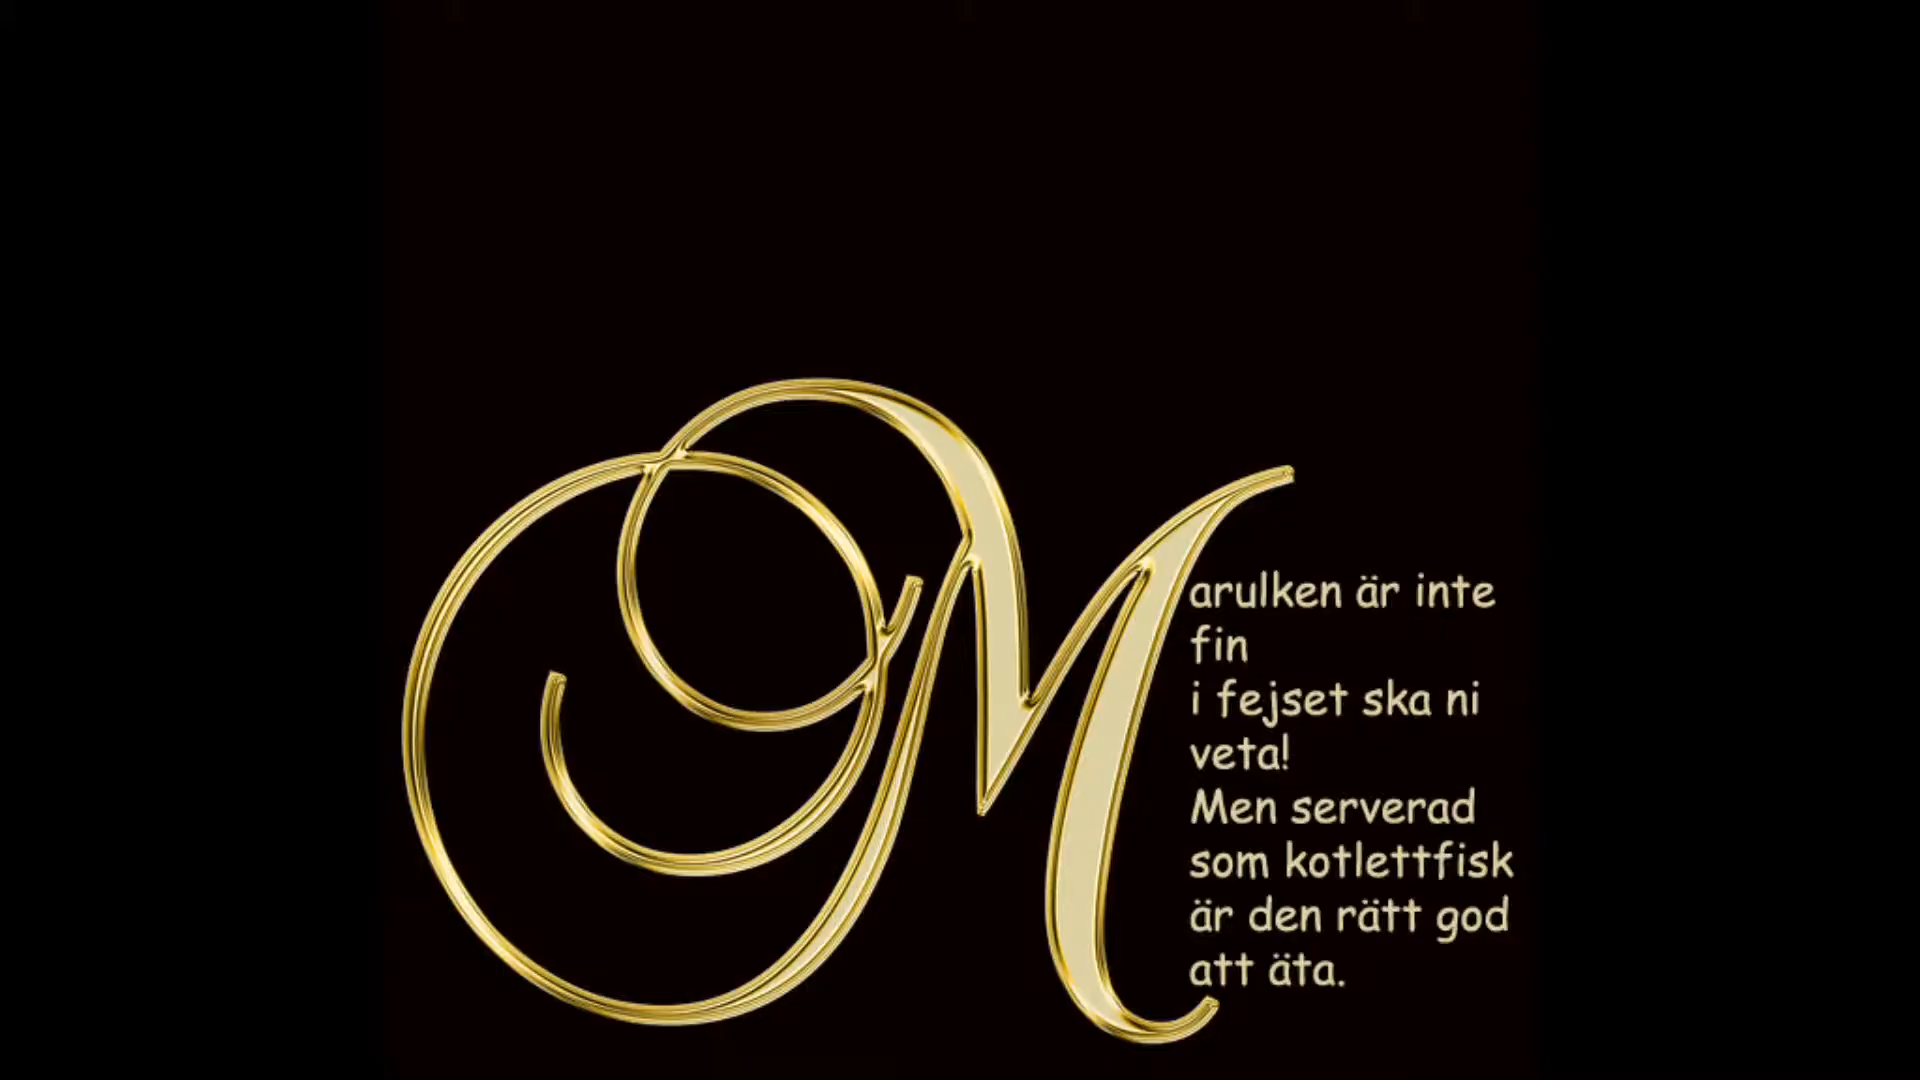 Marulken är inte
fin
i fejset ska ni
veta!
Men serverad
som kotlettfisk
är den rätt god
att äta.